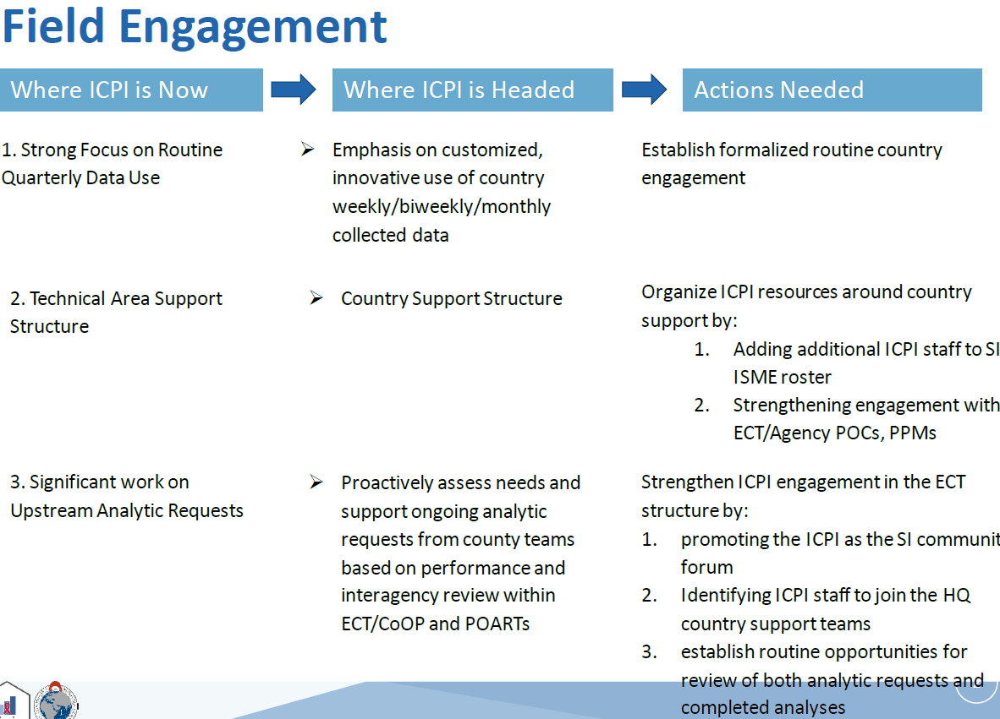 Field Engagement
Where ICPI is Now
Where ICPI is Headed
Actions Needed
1. Strong Focus on Routine
Quarterly Data Use
Emphasis on customized,
innovative use of country
weekly/biweekly/monthly
collected data
Establish formalized routine country
engagement
2. Technical Area Support
Structure
Country Support Structure
Organize ICPI resources around country
support by:
1. Adding additional ICPI staff to SI
ISME roster
2. Strengthening engagement with
ECT/Agency POCs, PPMs
3. Significant work on
Upstream Analytic Requests
Proactively assess needs and
support ongoing analytic
requests from county teams
based on performance and
interagency review within
ECT/CoOP and POARTs
Strengthen ICPI engagement in the ECT
structure by:
1. promoting the ICPI as the SI communit
forum
2. Identifying ICPI staff to join the HQ
country support teams
3. establish routine opportunities for
review of both analytic requests and
completed analyses